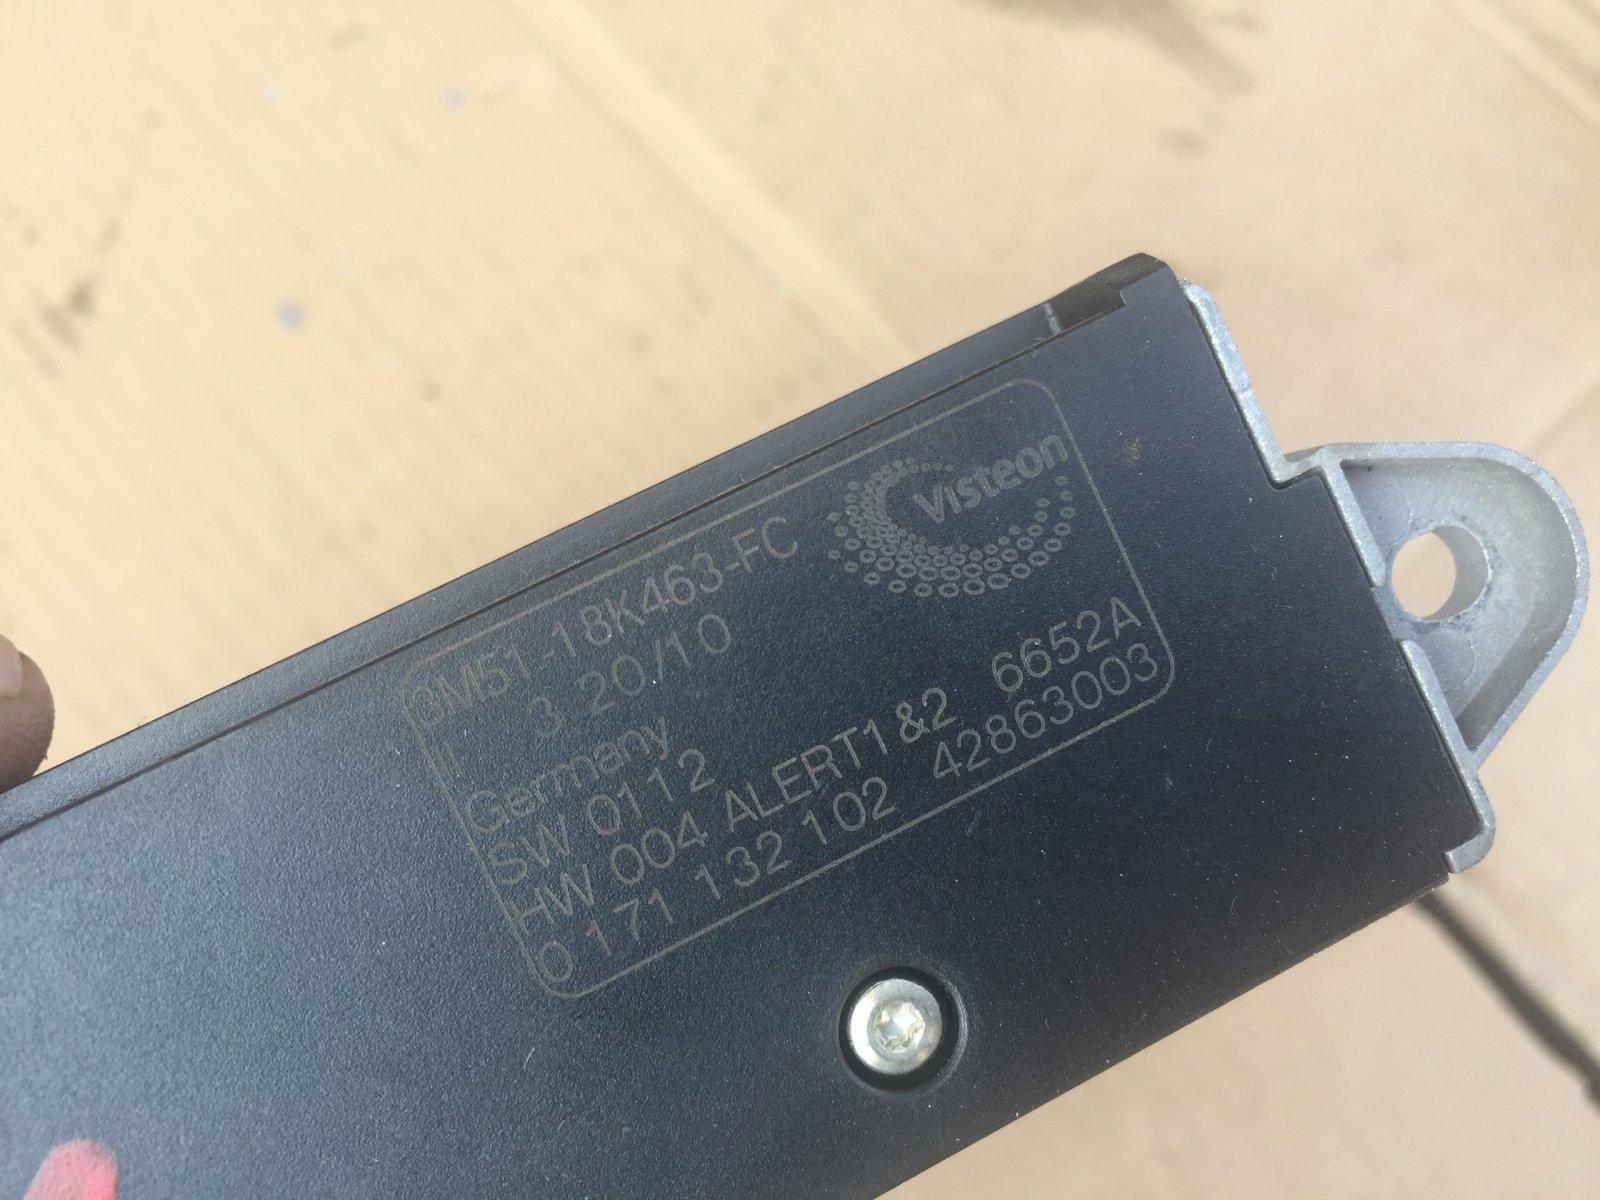 Visteon
3M51-18K463-FC
3 20/10
Germany
SW 0112
HW 004 ALERT1&2 6652A
0 171 132 102 42863003